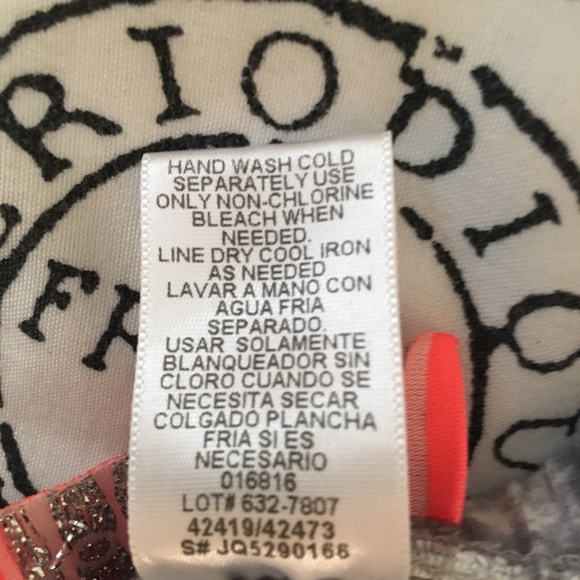 RIO
DIOU
FR
HAND WASH COLD
SEPARATELY USE
ONLY NON-CHLORINE
BLEACH WHEN
NEEDED.
LINE DRY COOL IRON
AS NEEDED
LAVAR A MANO CON
AGUA FRIA
SEPARADO.
USAR SOLAMENTE
BLANQUEADOR SIN
CLORO CUANDO SE
NECESITA SECAR
COLGADO PLANCHA
FRIA SI ES
NECESARIO
016816
LOT# 632-7807
42419/42473
S# JQ5290166